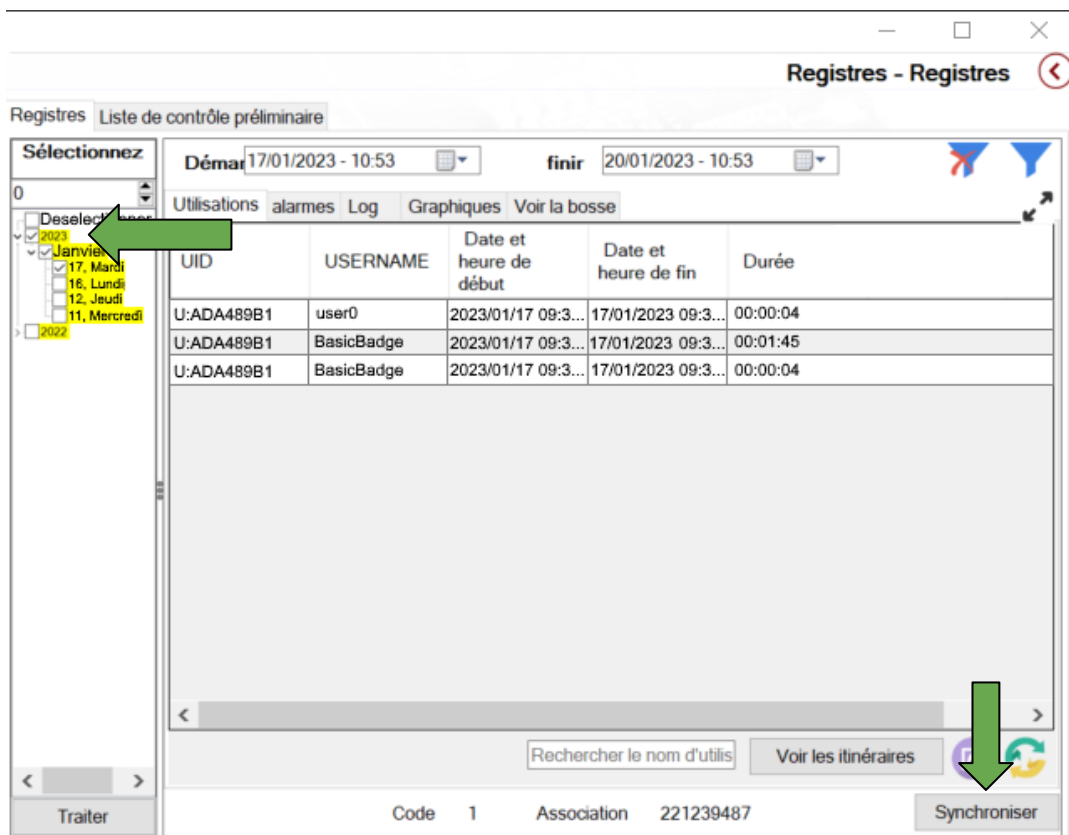 Registres - Registres
Registres Liste de contrôle préliminaire
Sélectionnez
0
2023
Janvier
17, Mardi
16, Lundi
12, Jeudi
11, Mercredi
2022
Traiter
Démar 17/01/2023 - 10:53 finir 20/01/2023 - 10:53
Utilisations alarmes Log Graphiques Voir la bosse
UID USERNAME Date et heure de début Date et heure de fin Durée
U:ADA489B1 user0 2023/01/17 09:3... 17/01/2023 09:3... 00:00:04
U:ADA489B1 BasicBadge 2023/01/17 09:3... 17/01/2023 09:3... 00:01:45
U:ADA489B1 BasicBadge 2023/01/17 09:3... 17/01/2023 09:3... 00:00:04
Rechercher le nom d'utilis Voir les itinéraires
Code 1 Association 221239487 Synchroniser